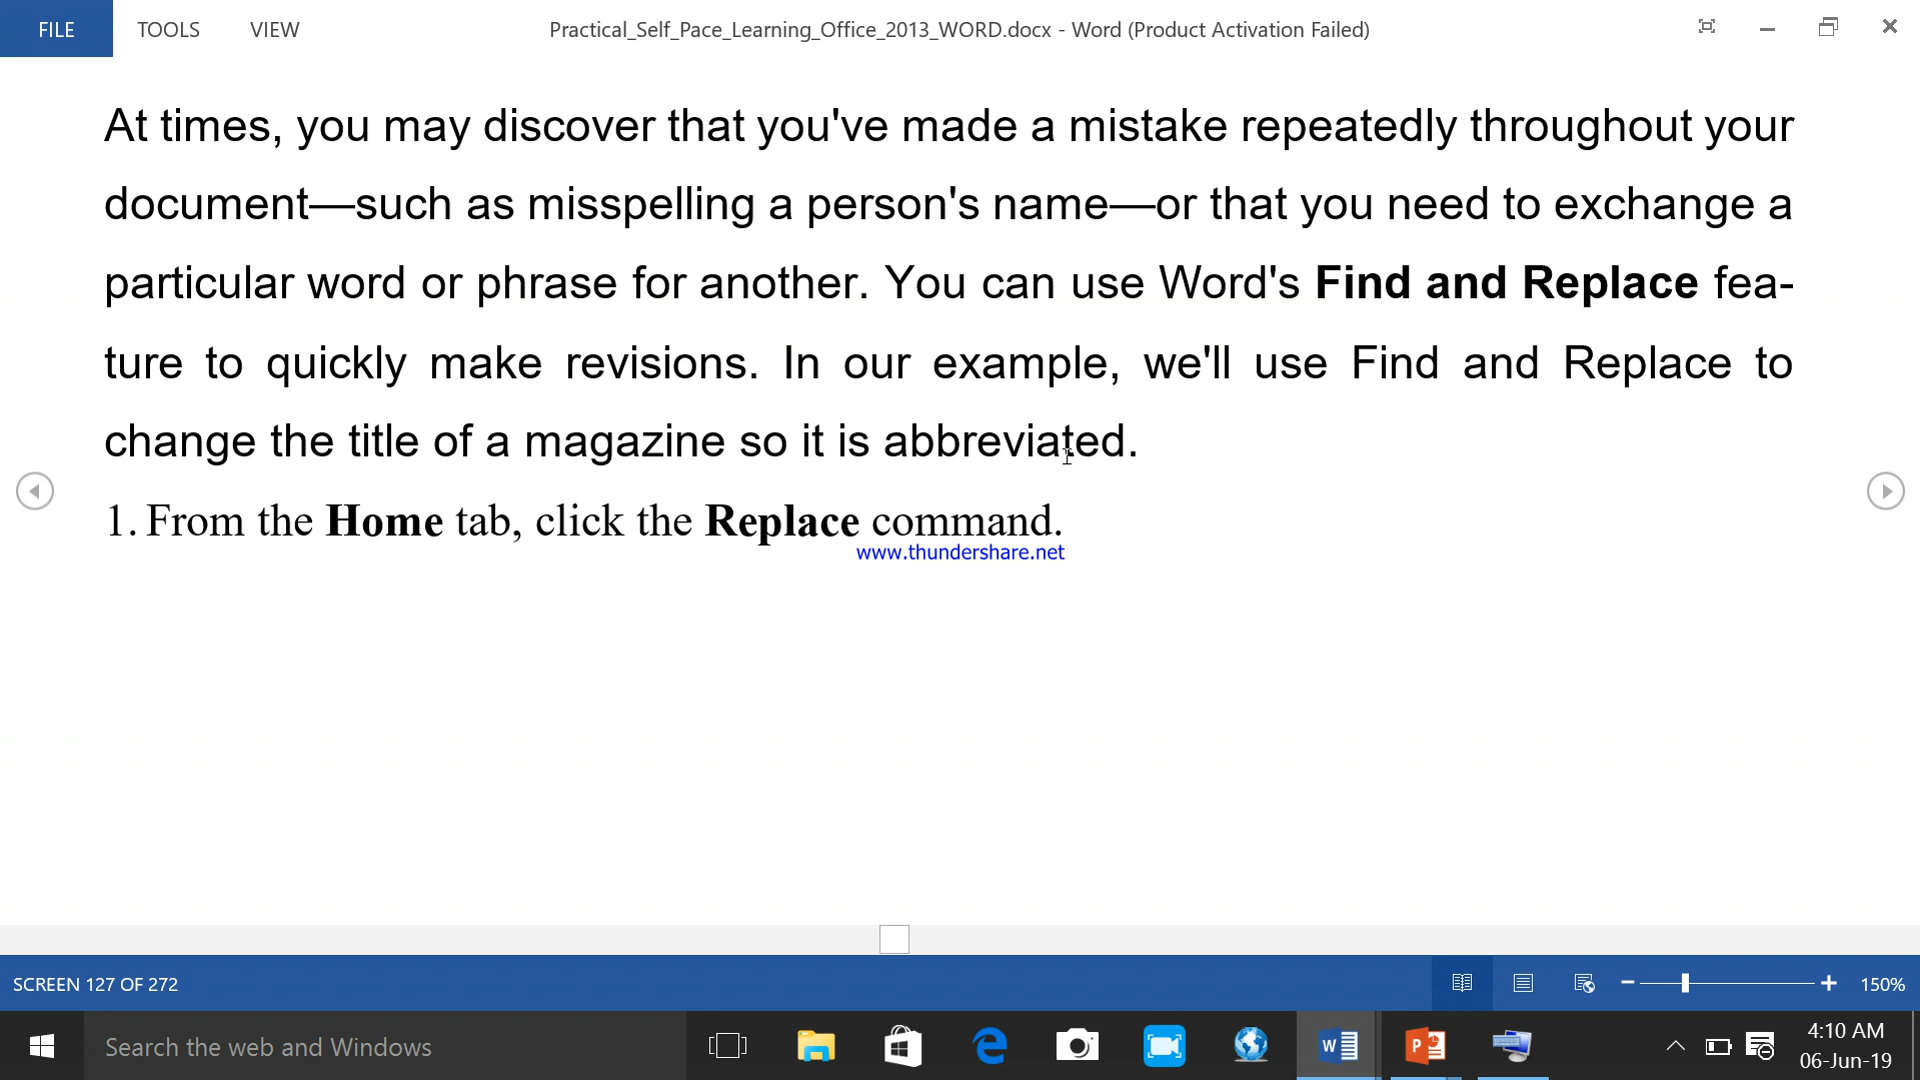 FILE TOOLS VIEW Practical_Self_Pace_Learning_Office_2013_WORD.docx - Word (Product Activation Failed)
At times, you may discover that you've made a mistake repeatedly throughout your
document—such as misspelling a person's name—or that you need to exchange a
particular word or phrase for another. You can use Word's Find and Replace fea-
ture to quickly make revisions. In our example, we'll use Find and Replace to
change the title of a magazine so it is abbreviated.
1. From the Home tab, click the Replace command.
www.thundershare.net
SCREEN 127 OF 272 150%
Search the web and Windows
4:10 AM
06-Jun-19